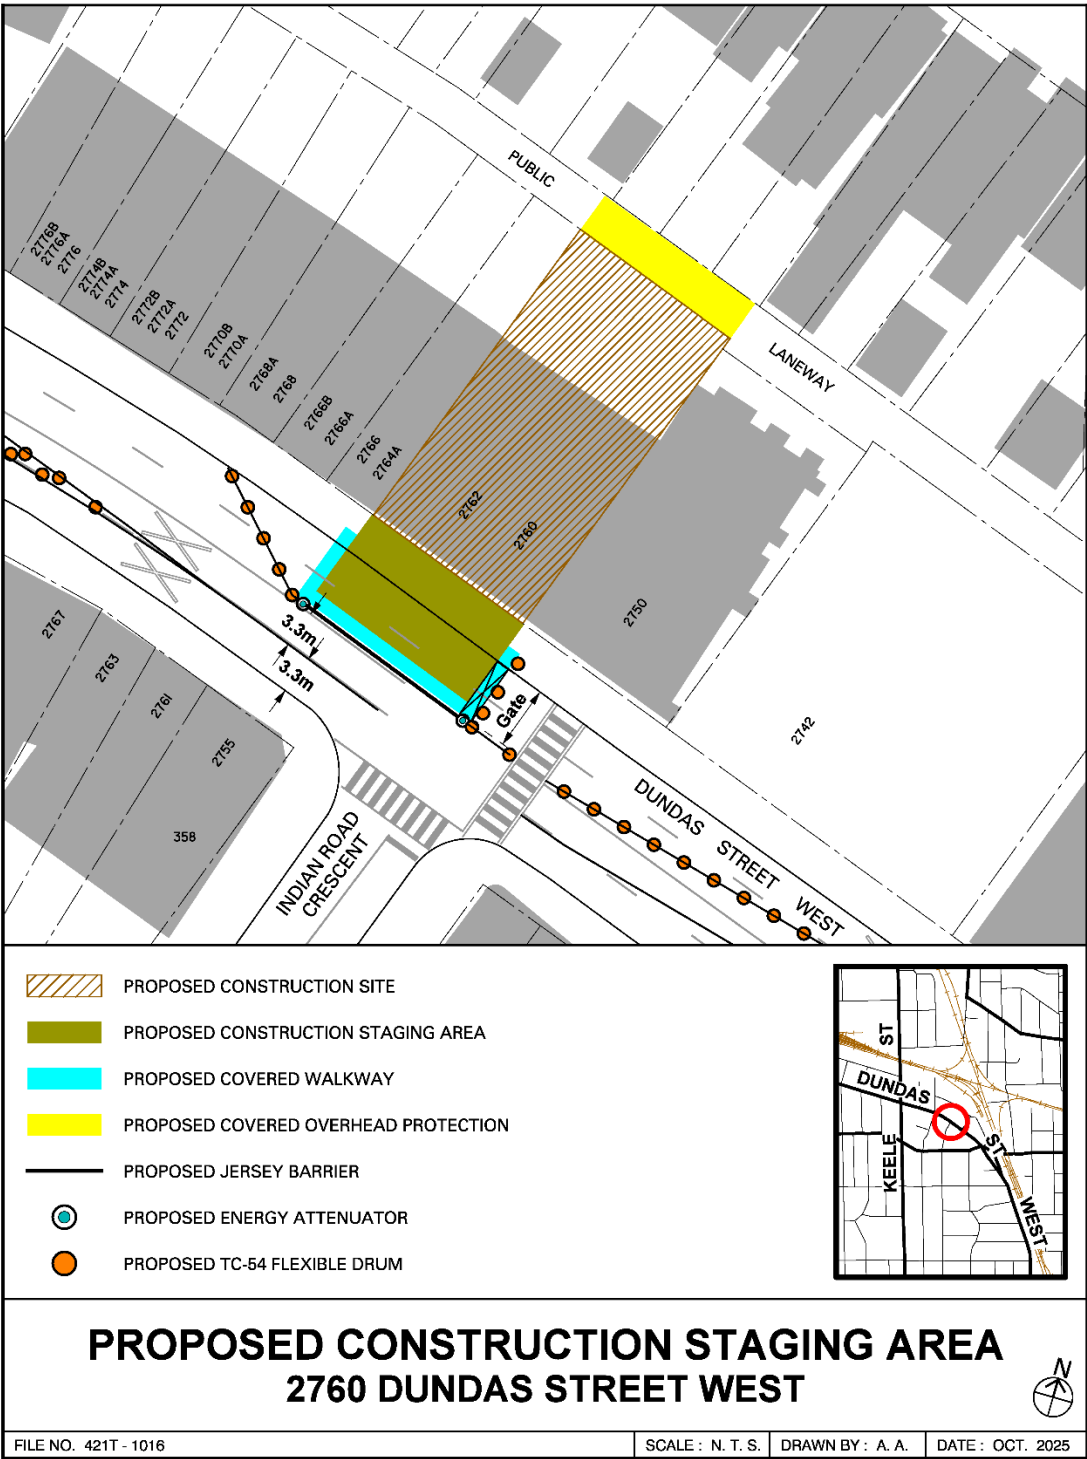 PUBLIC
LANEWAY
2776B
2776A
2776
2774B
2774A
2774
2772B
2772A
2772
2770B
2770A
2768A
2768
2766B
2766A
2766
2764A
2762
2760
2750
2742
3.3m
3.3m
Gate
2767
2763
2761
2755
358
INDIAN ROAD
CRESCENT
DUNDAS STREET WEST
PROPOSED CONSTRUCTION SITE
PROPOSED CONSTRUCTION STAGING AREA
PROPOSED COVERED WALKWAY
PROPOSED COVERED OVERHEAD PROTECTION
PROPOSED JERSEY BARRIER
PROPOSED ENERGY ATTENUATOR
PROPOSED TC-54 FLEXIBLE DRUM
KEELE ST
DUNDAS ST WEST
PROPOSED CONSTRUCTION STAGING AREA
2760 DUNDAS STREET WEST
N
FILE NO. 421T - 1016
SCALE : N. T. S.
DRAWN BY : A. A.
DATE : OCT. 2025